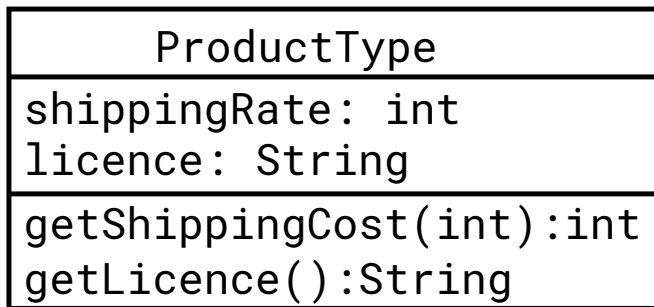 ProductType
shippingRate: int
licence: String
getShippingCost(int):int
getLicence():String